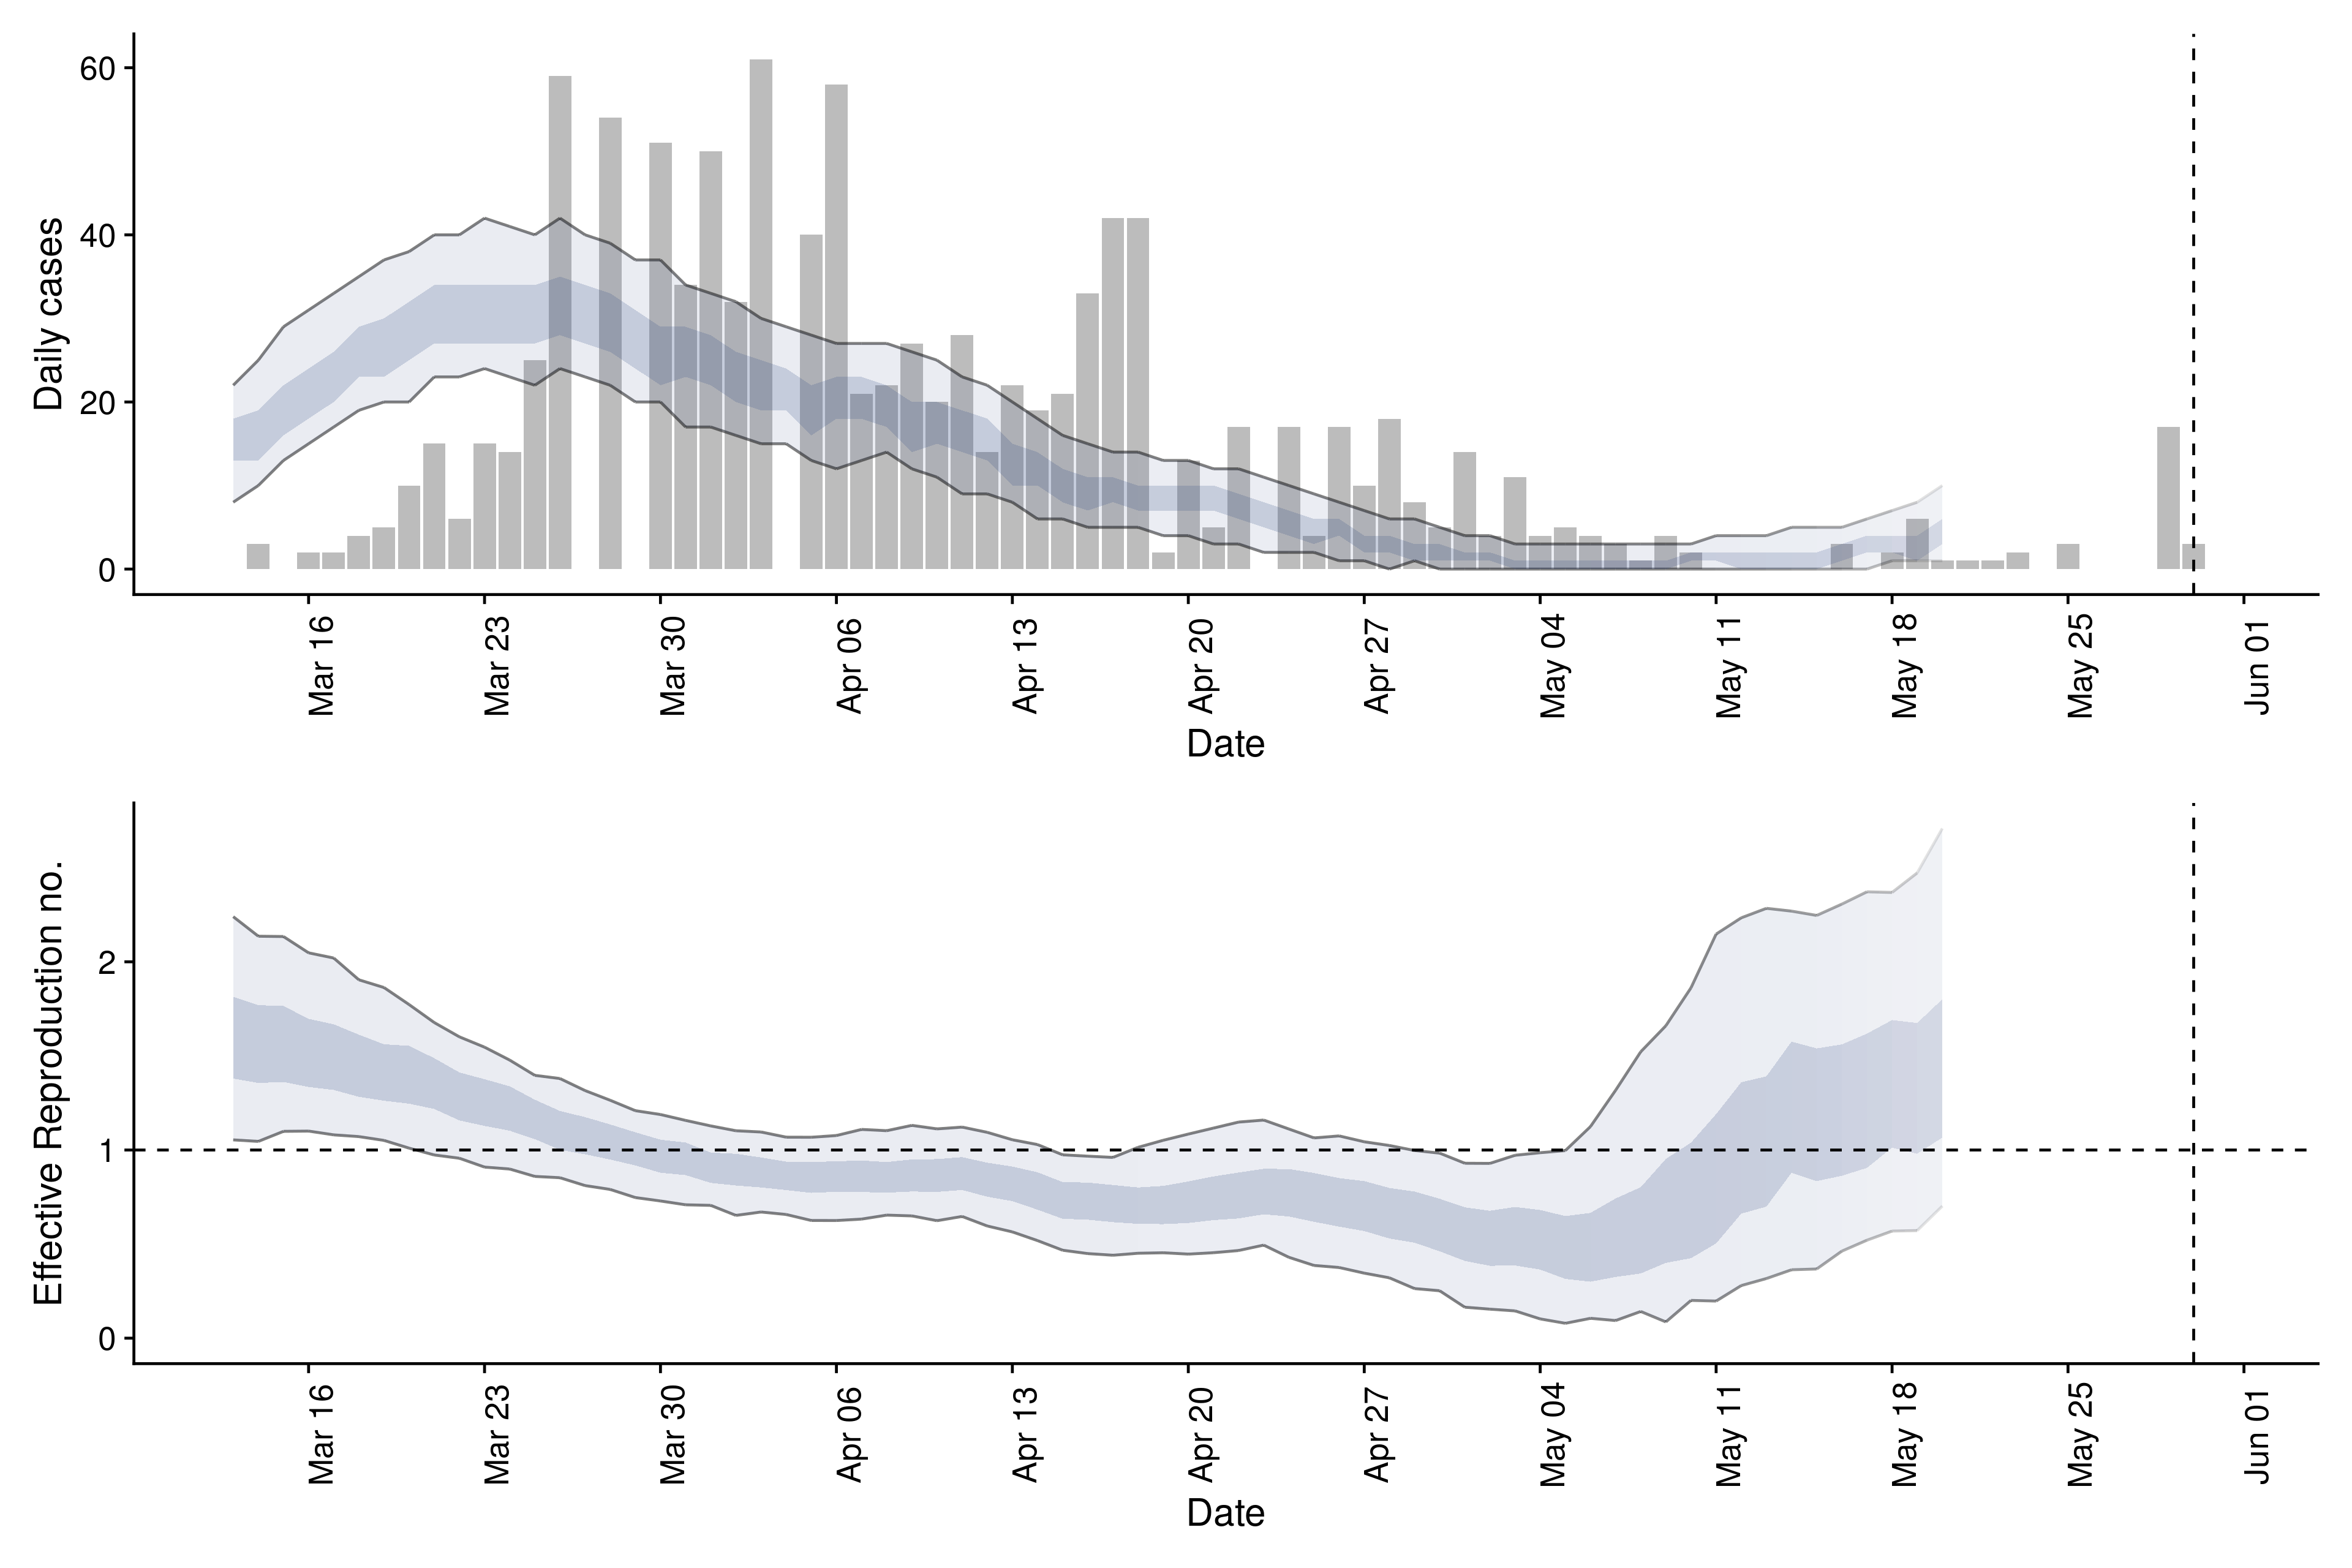 Daily cases
60
40
20
0
Mar 16
Mar 23
Mar 30
Apr 06
Apr 13
Apr 20
Apr 27
May 04
May 11
May 18
May 25
Jun 01
Date
Effective Reproduction no.
2
1
0
Mar 16
Mar 23
Mar 30
Apr 06
Apr 13
Apr 20
Apr 27
May 04
May 11
May 18
May 25
Jun 01
Date